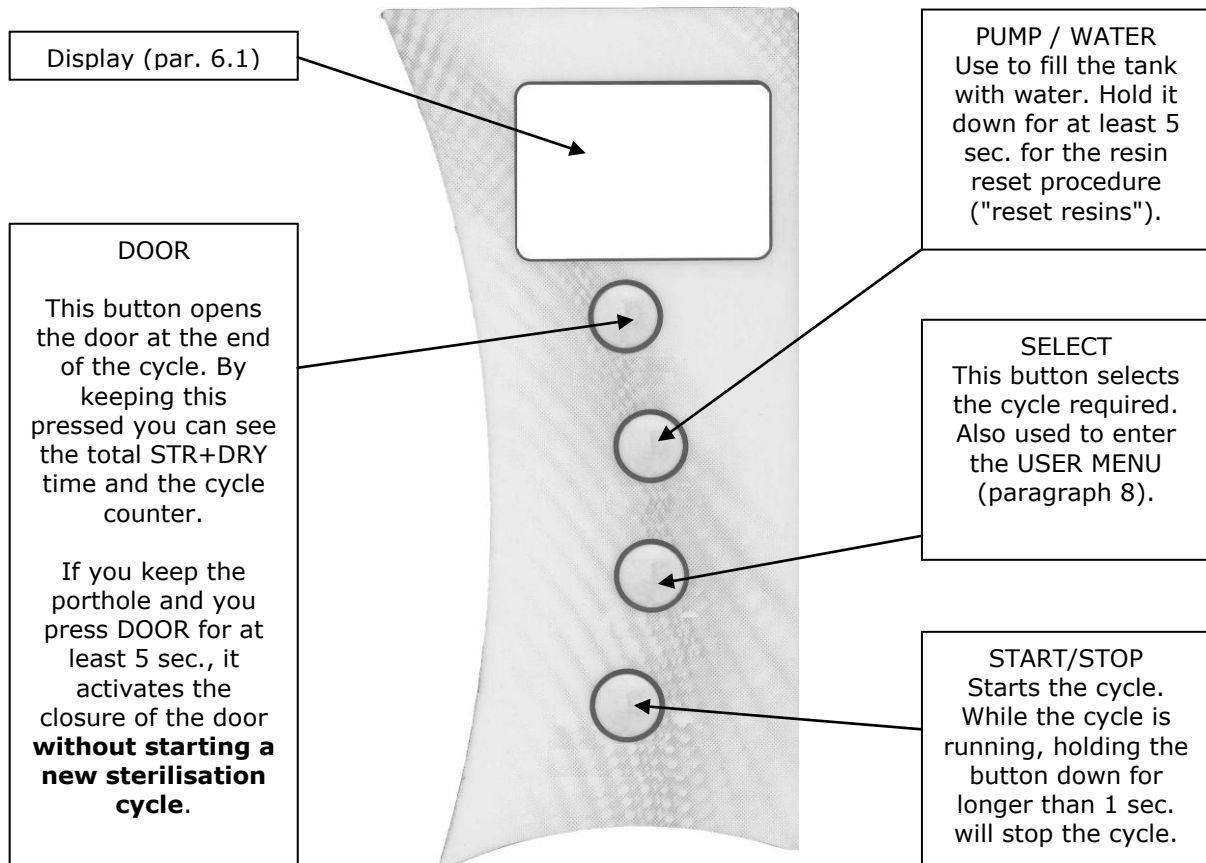 Display (par. 6.1)
DOOR
This button opens
the door at the end
of the cycle. By
keeping this
pressed you can see
the total STR+DRY
time and the cycle
counter.
If you keep the
porthole and you
press DOOR for at
least 5 sec., it
activates the
closure of the door
without starting a
new sterilisation
cycle.
PUMP / WATER
Use to fill the tank
with water. Hold it
down for at least 5
sec. for the resin
reset procedure
("reset resins").
SELECT
This button selects
the cycle required.
Also used to enter
the USER MENU
(paragraph 8).
START/STOP
Starts the cycle.
While the cycle is
running, holding the
button down for
longer than 1 sec.
will stop the cycle.